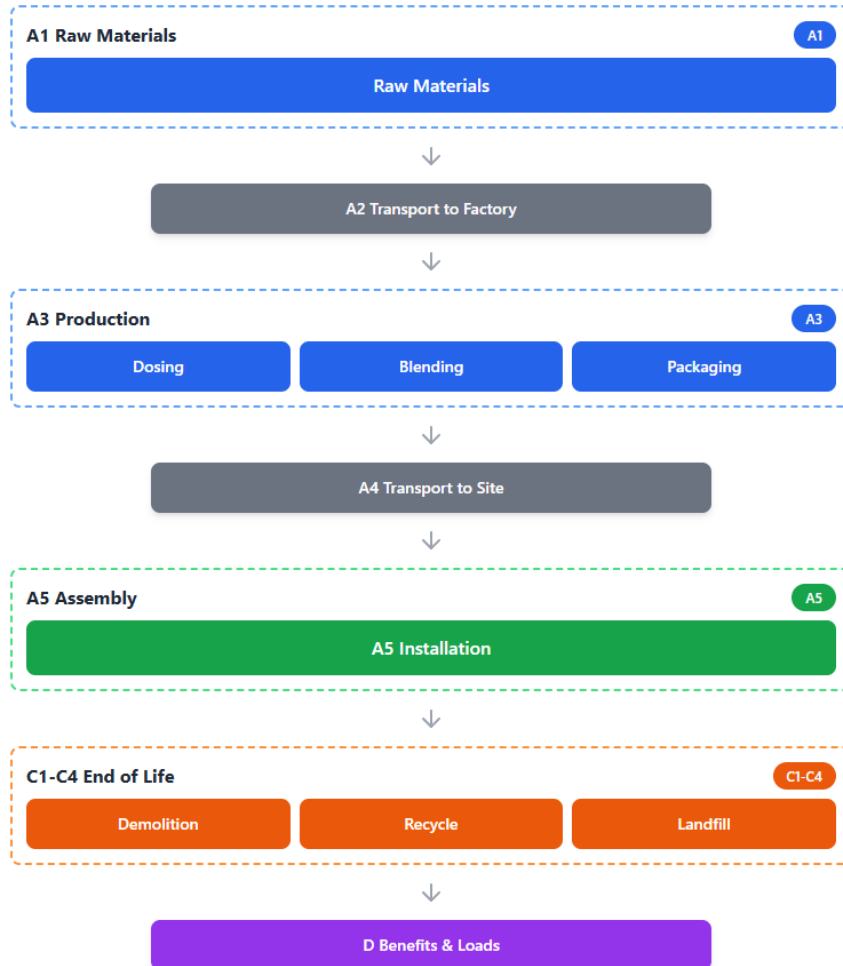 A1 Raw Materials A1
Raw Materials
A2 Transport to Factory
A3 Production A3
Dosing Blending Packaging
A4 Transport to Site
A5 Assembly A5
A5 Installation
C1-C4 End of Life C1-C4
Demolition Recycle Landfill
D Benefits & Loads